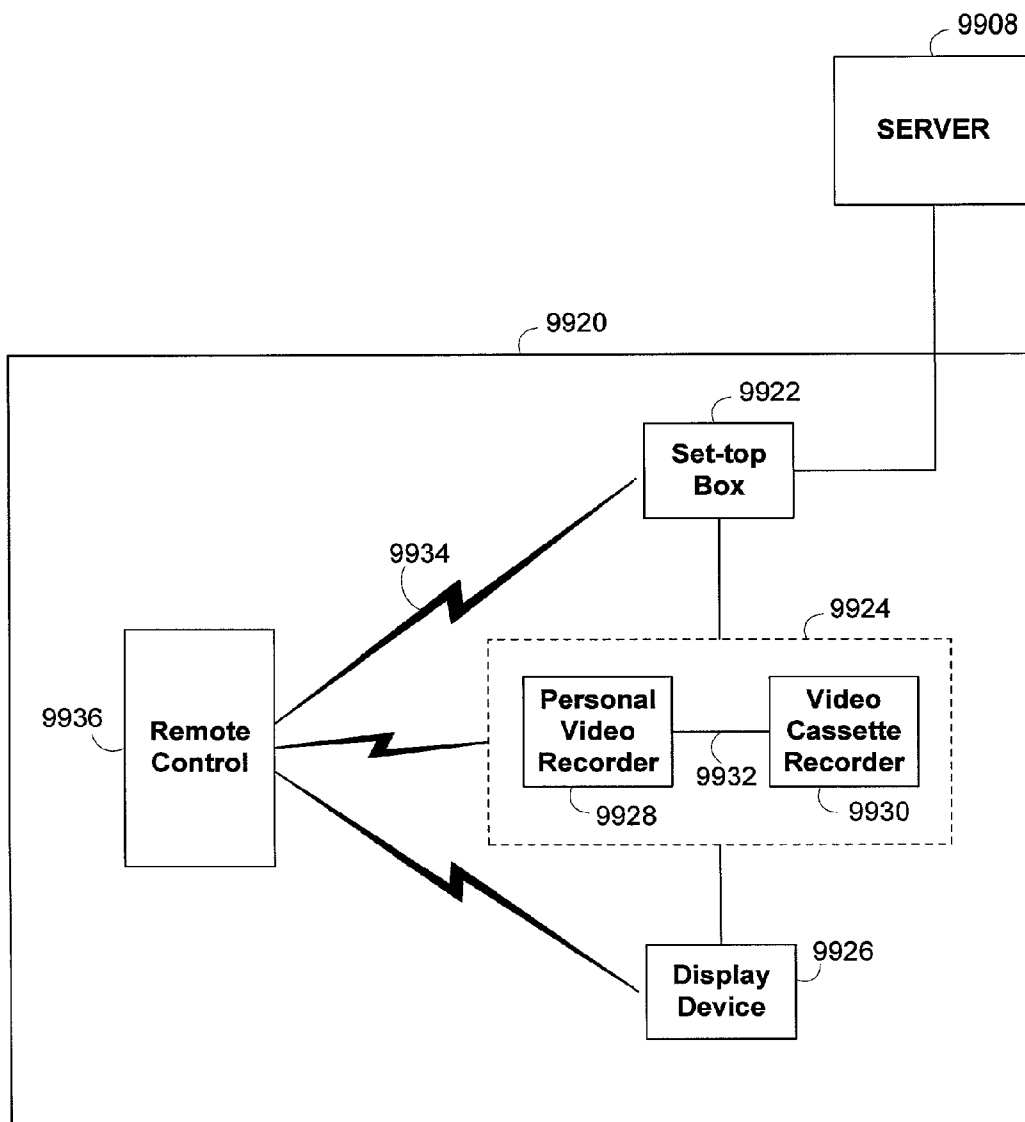 9908
SERVER
9920
9922
Set-top
Box
9934
9924
9936
Remote
Control
Personal
Video
Recorder
Video
Cassette
Recorder
9932
9928
9930
9926
Display
Device